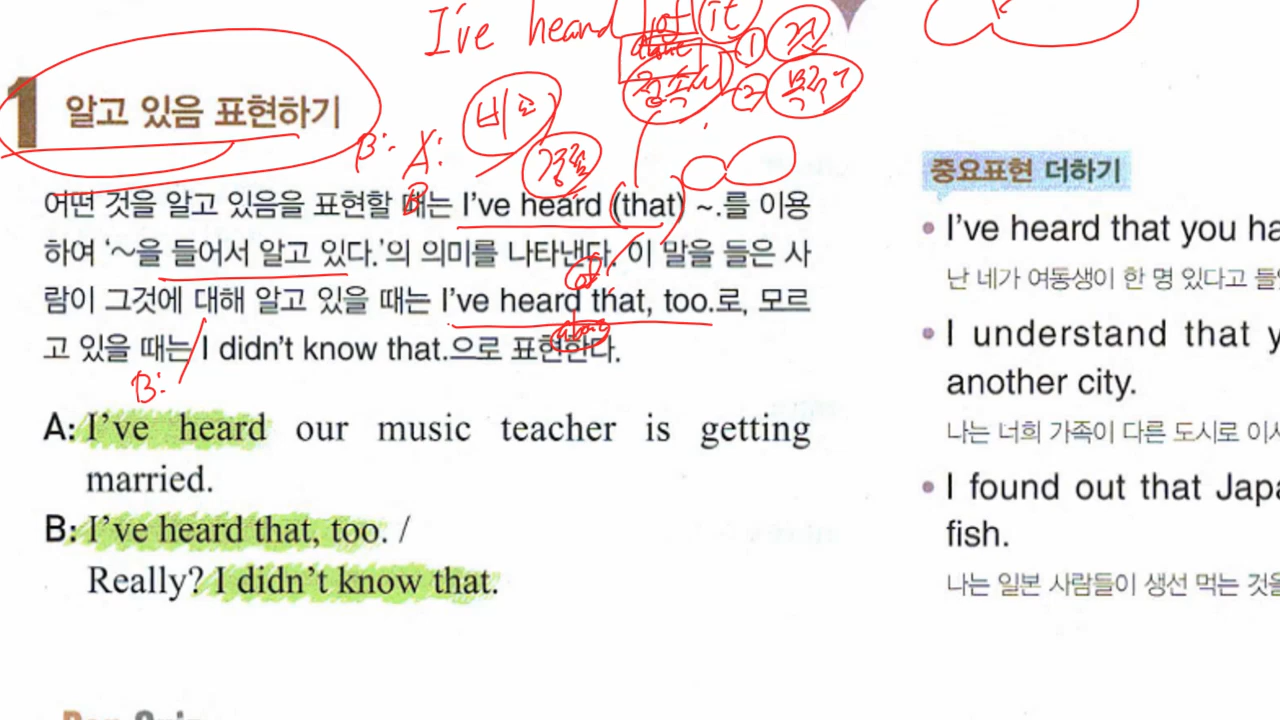 I've heard of it
about ①
접속사 ②
1 알고 있음 표현하기
B: A:
B
어떤 것을 알고 있음을 표현할 때는 I've heard (that) ~.를 이용
하여 '~을 들어서 알고 있다.'의 의미를 나타낸다. 이 말을 들은 사
of
람이 그것에 대해 알고 있을 때는 I've heard that, too.로, 모르
about
고 있을 때는 I didn't know that.으로 표현한다.
B:
A: I've heard our music teacher is getting
married.
B: I've heard that, too. /
Really? I didn't know that.
중요표현 더하기
• I've heard that you ha
난 네가 여동생이 한 명 있다고 들
• I understand that y
another city.
나는 너희 가족이 다른 도시로 이사
• I found out that Japa
fish.
나는 일본 사람들이 생선 먹는 것을